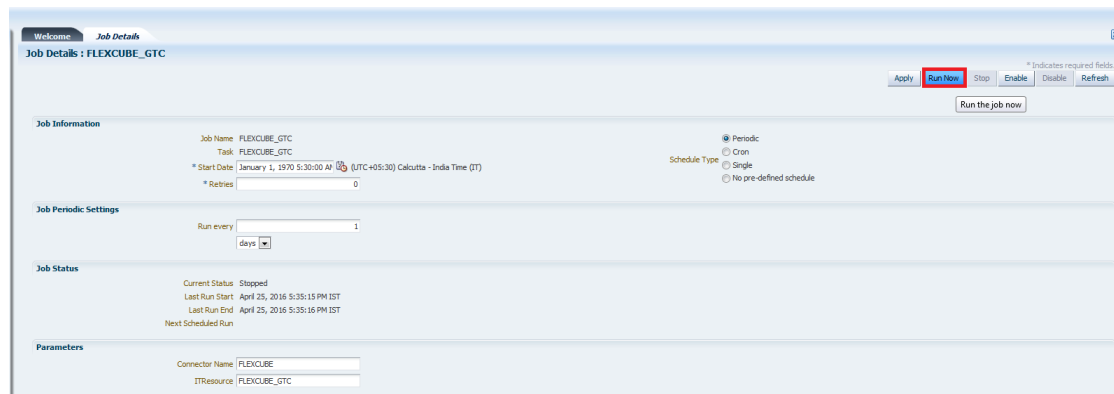 Welcome Job Details
Job Details : FLEXCUBE_GTC
* Indicates required fields
Apply Run Now Stop Enable Disable Refresh
Run the job now
Job Information
Job Name FLEXCUBE_GTC
Task FLEXCUBE_GTC
* Start Date January 1, 1970 5:30:00 AM (UTC+05:30) Calcutta - India Time (IT)
* Retries 0
Schedule Type
Periodic
Cron
Single
No pre-defined schedule
Job Periodic Settings
Run every 1
days
Job Status
Current Status Stopped
Last Run Start April 25, 2016 5:35:15 PM IST
Last Run End April 25, 2016 5:35:16 PM IST
Next Scheduled Run
Parameters
Connector Name FLEXCUBE
ITResource FLEXCUBE_GTC